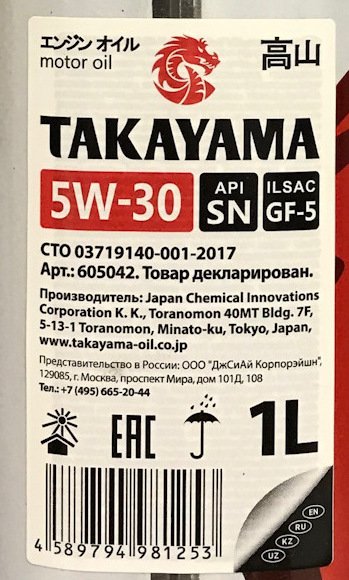 エンジン オイル
motor oil
高山
TAKAYAMA
5W-30
API
SN
ILSAC
GF-5
СТО 03719140-001-2017
Арт.: 605042. Товар декларирован.
Производитель: Japan Chemical Innovations
Corporation K. K., Toranomon 40MT Bldg. 7F,
5-13-1 Toranomon, Minato-ku, Tokyo, Japan,
www.takayama-oil.co.jp
Представительство в России: ООО "ДжСиАй Корпорэйшн",
129085, г. Москва, проспект Мира, дом 101Д, 108
Тел.: +7 (495) 665-20-44
EAC
1L
4 589794 981253
EN
RU
KZ
UZ